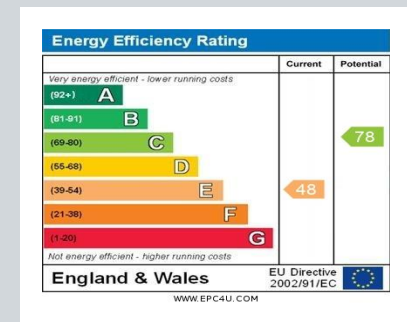 Energy Efficiency Rating
Current Potential
Very energy efficient - lower running costs
(92+) A
(81-91) B
(69-80) C 78
(55-68) D
(39-54) E 48
(21-38) F
(1-20) G
Not energy efficient - higher running costs
England & Wales
EU Directive
2002/91/EC
WWW.EPC4U.COM